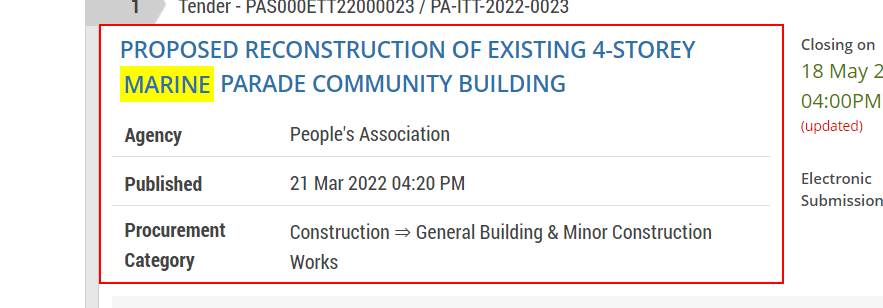 1 Tender - PAS000ETT22000023 / PA-ITT-2022-0023
PROPOSED RECONSTRUCTION OF EXISTING 4-STOREY
MARINE PARADE COMMUNITY BUILDING
Agency People's Association
Published 21 Mar 2022 04:20 PM
Procurement Category Construction ⇒ General Building & Minor Construction
Works
Closing on
18 May 2
04:00PM
(updated)
Electronic
Submission